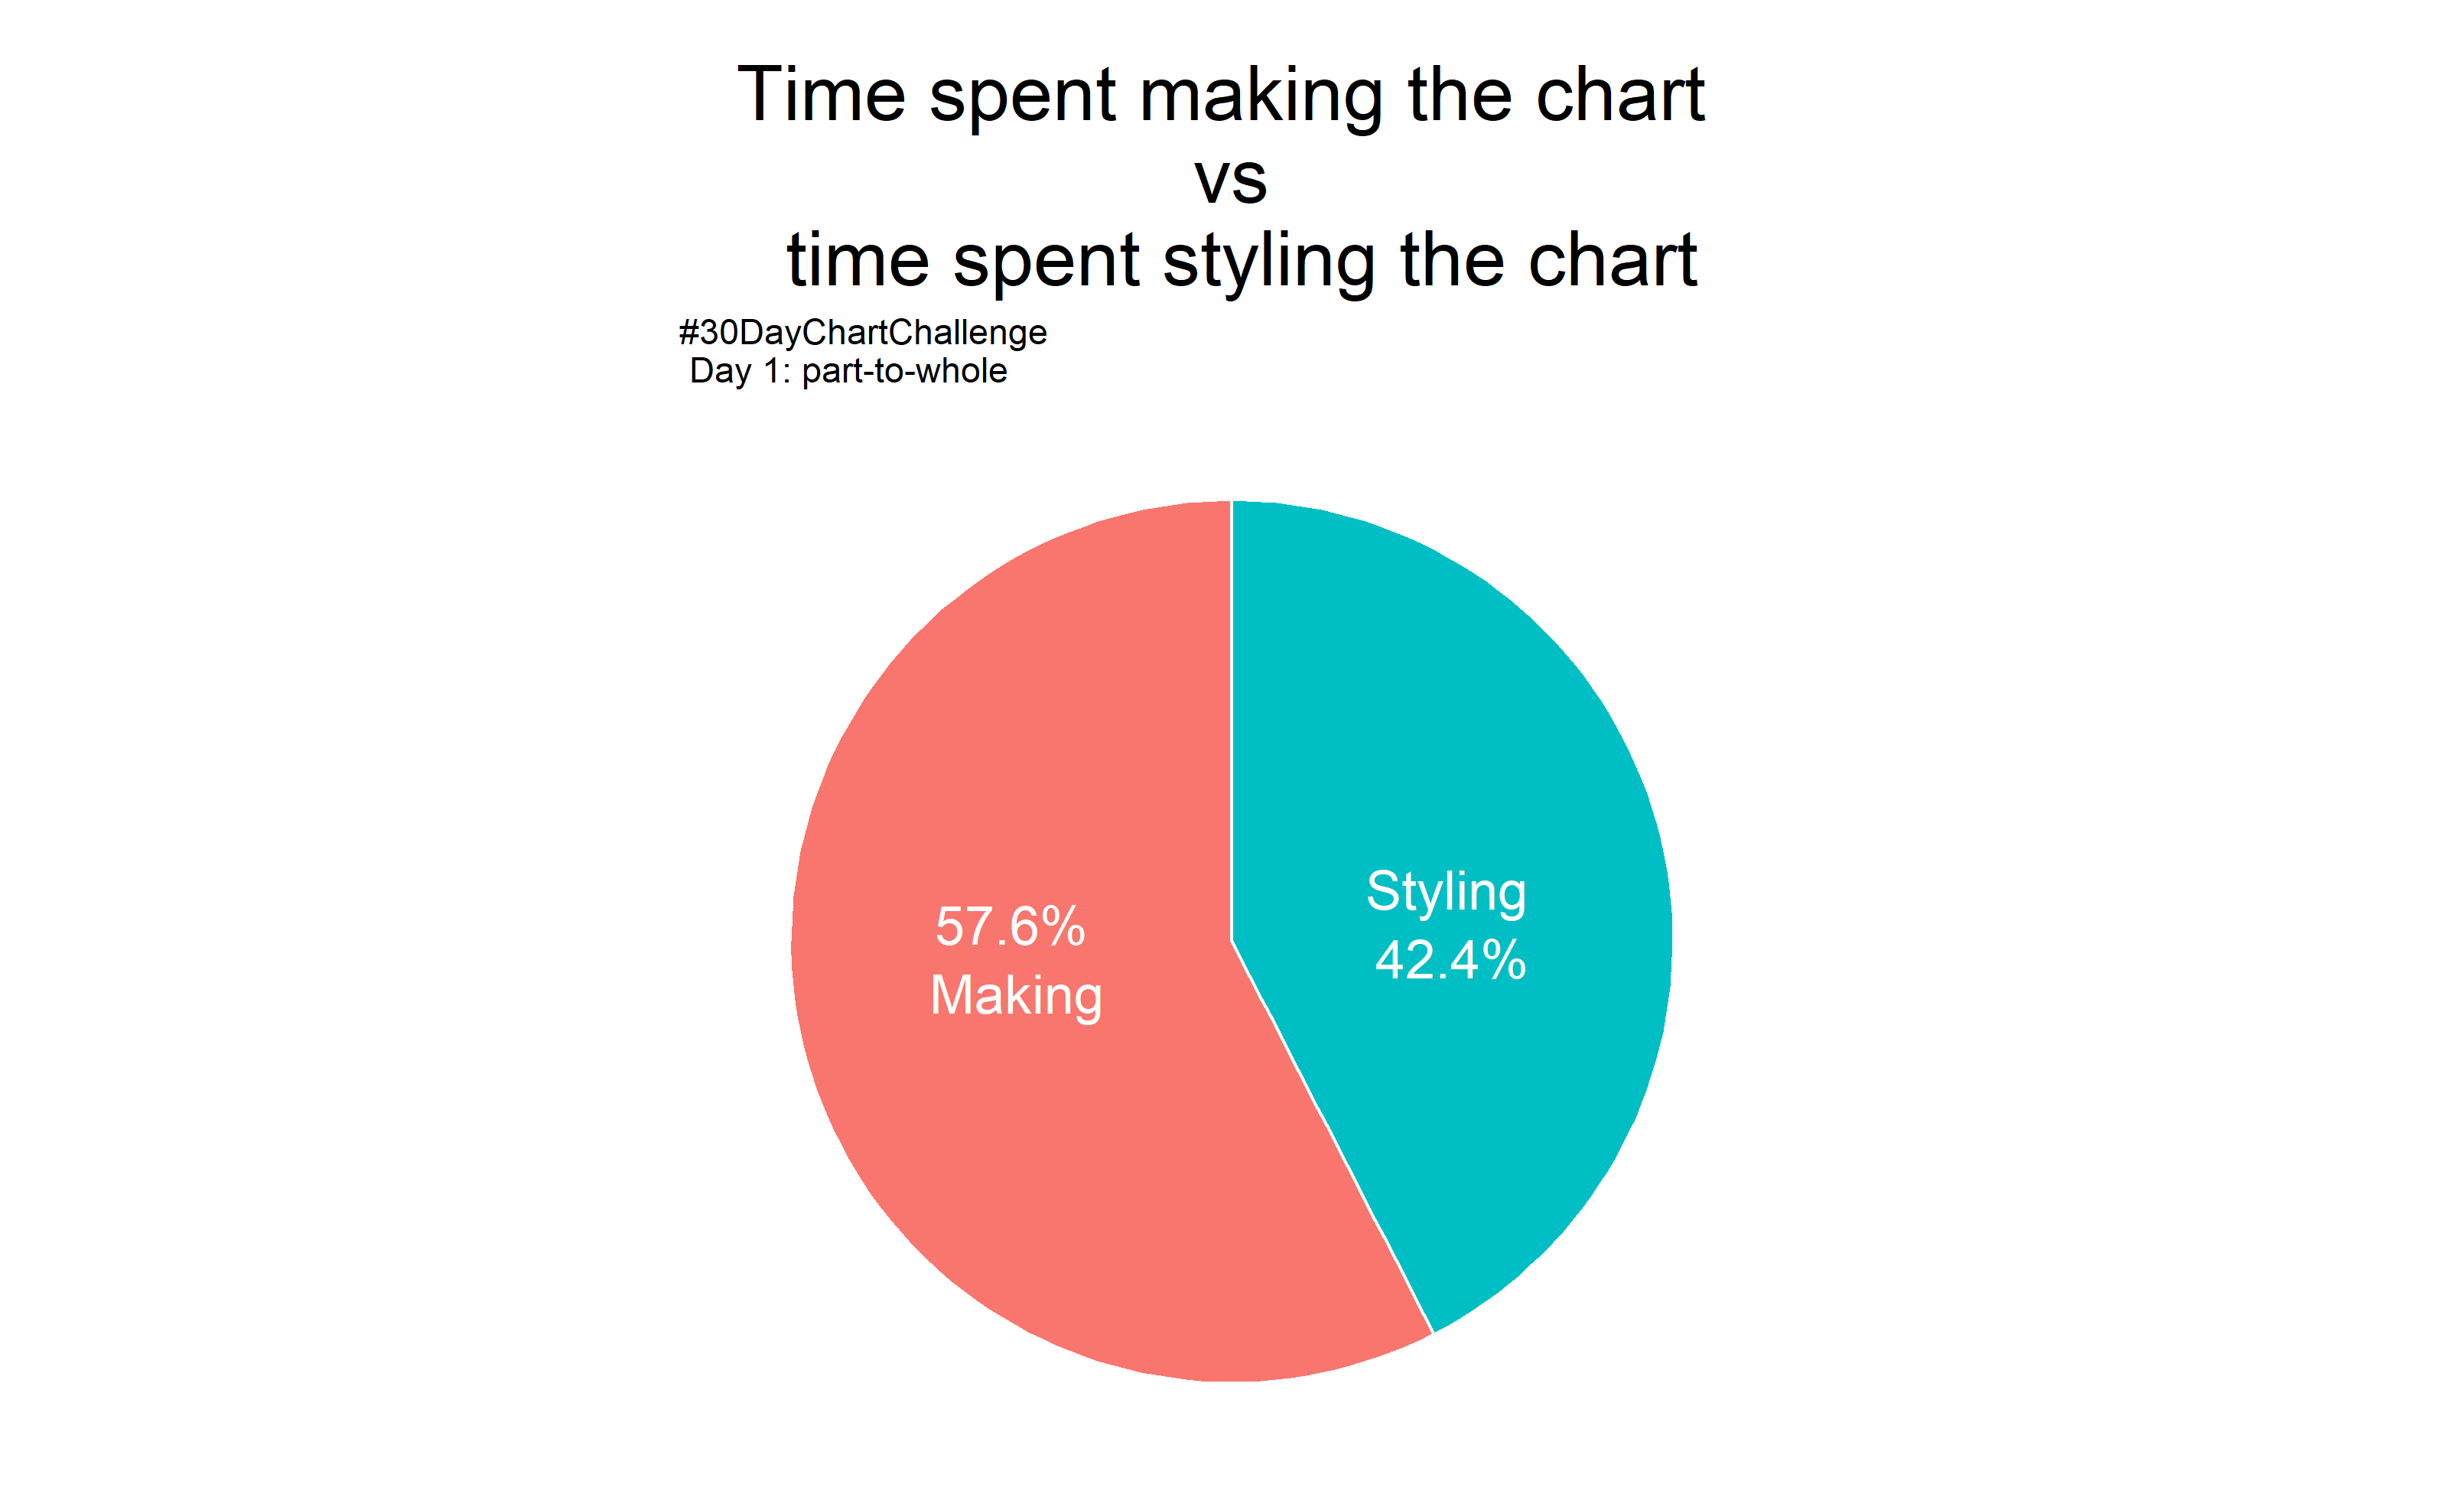 Time spent making the chart
vs
time spent styling the chart
#30DayChartChallenge
Day 1: part-to-whole
57.6%
Making
Styling
42.4%